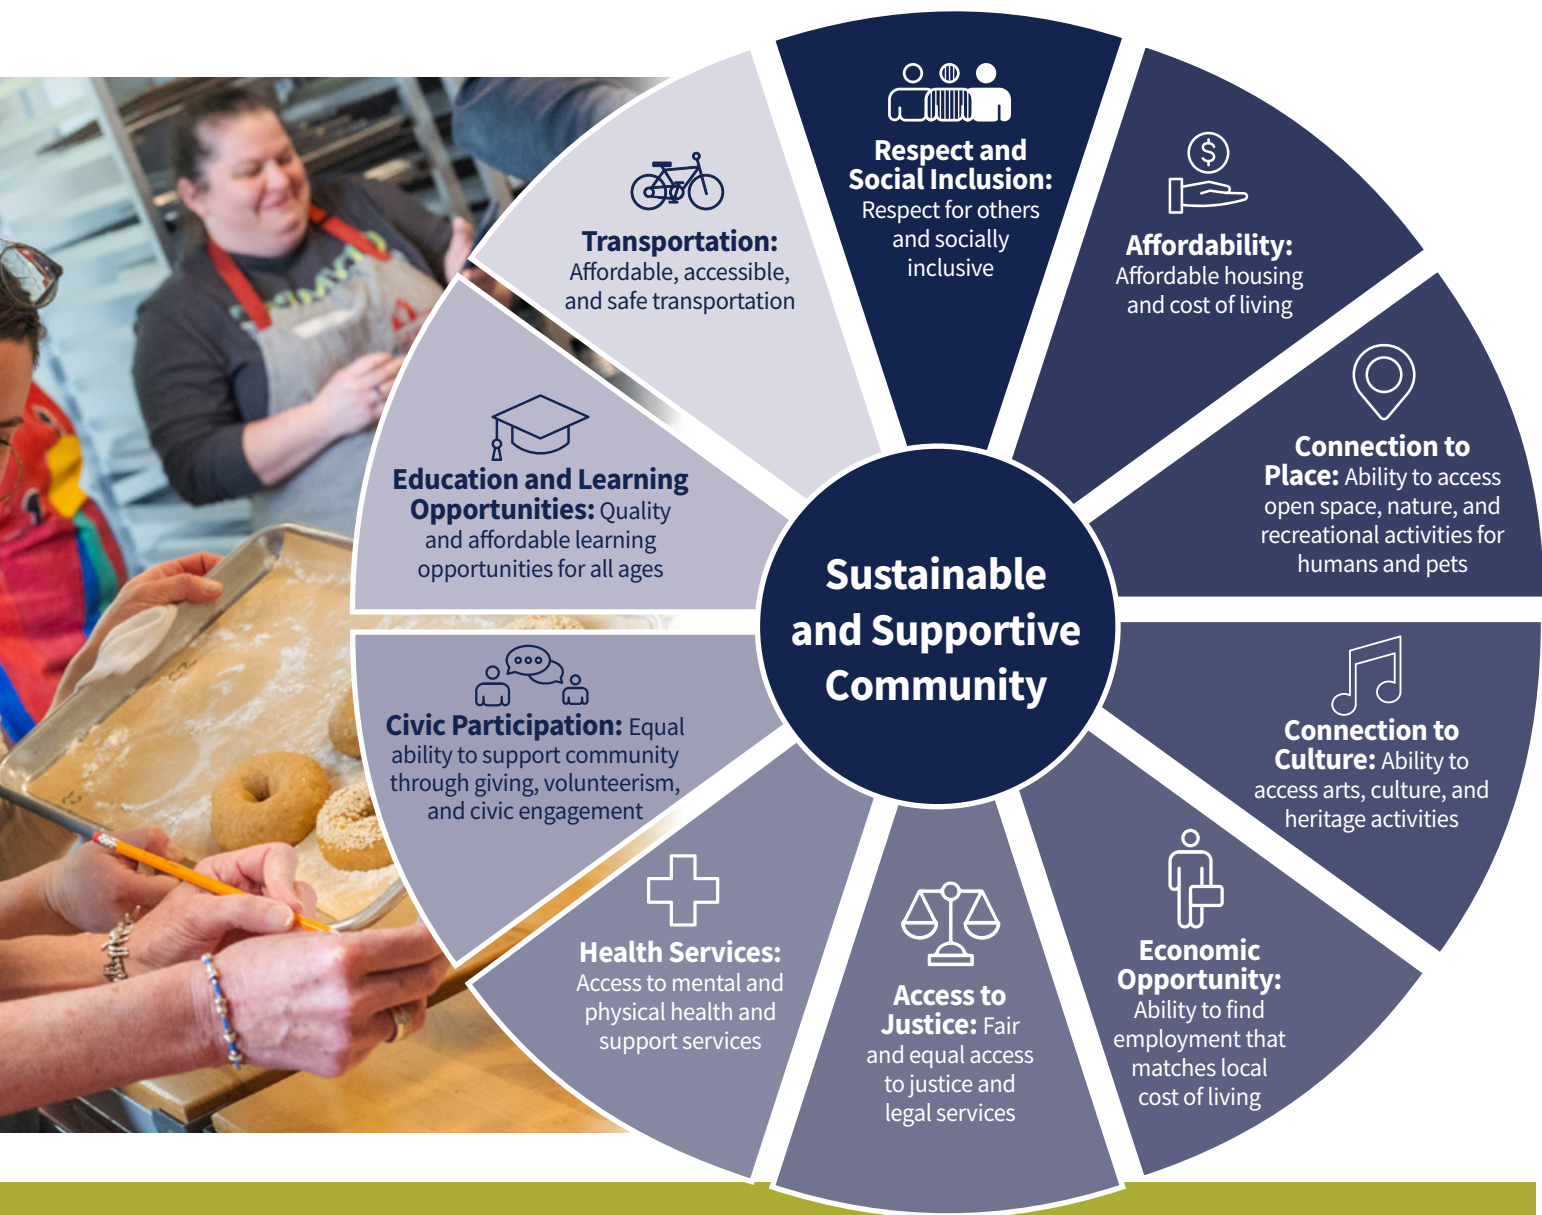 Respect and
Social Inclusion:
Respect for others
and socially
inclusive
Affordability:
Affordable housing
and cost of living
Connection to
Place: Ability to access
open space, nature, and
recreational activities for
humans and pets
Connection to
Culture: Ability to
access arts, culture, and
heritage activities
Economic
Opportunity:
Ability to find
employment that
matches local
cost of living
Access to
Justice: Fair
and equal access
to justice and
legal services
Health Services:
Access to mental and
physical health and
support services
Civic Participation: Equal
ability to support community
through giving, volunteerism,
and civic engagement
Education and Learning
Opportunities: Quality
and affordable learning
opportunities for all ages
Transportation:
Affordable, accessible,
and safe transportation
Sustainable
and Supportive
Community